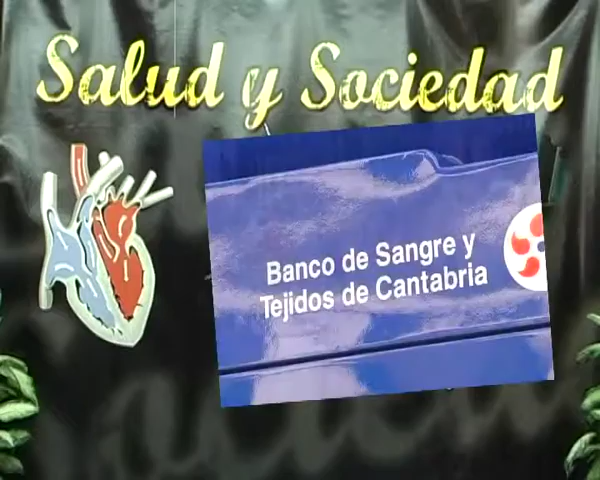 Salud y Sociedad
Banco de Sangre y
Tejidos de Cantabria